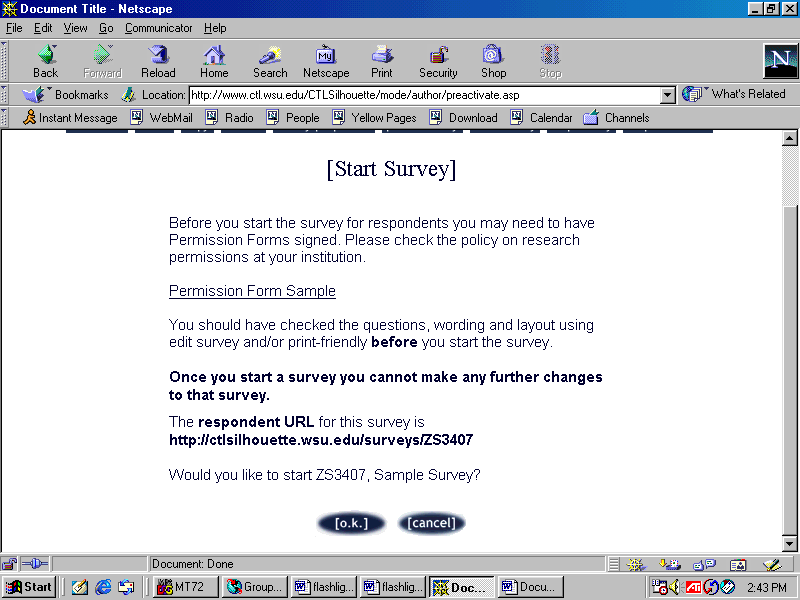 Document Title - Netscape
File Edit View Go Communicator Help
Back Forward Reload Home Search Netscape Print Security Shop Stop
My
N
Bookmarks Location: http://www.ctl.wsu.edu/CTLSilhouette/mode/author/preactivate.asp What's Related
Instant Message WebMail Radio People Yellow Pages Download Calendar Channels
[Start Survey]
Before you start the survey for respondents you may need to have
Permission Forms signed. Please check the policy on research
permissions at your institution.
Permission Form Sample
You should have checked the questions, wording and layout using
edit survey and/or print-friendly before you start the survey.
Once you start a survey you cannot make any further changes
to that survey.
The respondent URL for this survey is
http://ctlsilhouette.wsu.edu/surveys/ZS3407
Would you like to start ZS3407, Sample Survey?
[o.k.] [cancel]
Document: Done
Start MT72 Group... flashlig... flashlig... Doc... Docu... 2:43 PM